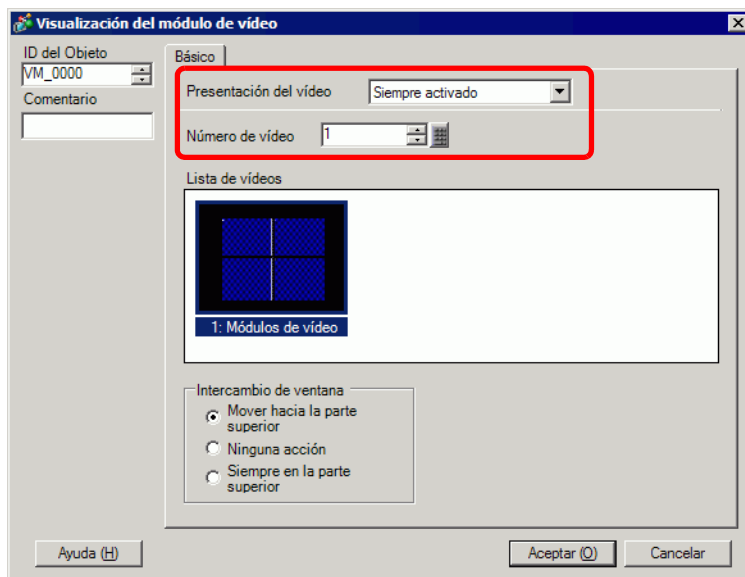 Visualización del módulo de vídeo
ID del Objeto
VM_0000
Comentario
Básico
Presentación del vídeo Siempre activado
Número de vídeo 1
Lista de vídeos
1: Módulos de vídeo
Intercambio de ventana
Mover hacia la parte
superior
Ninguna acción
Siempre en la parte
superior
Ayuda (H) Aceptar (O) Cancelar